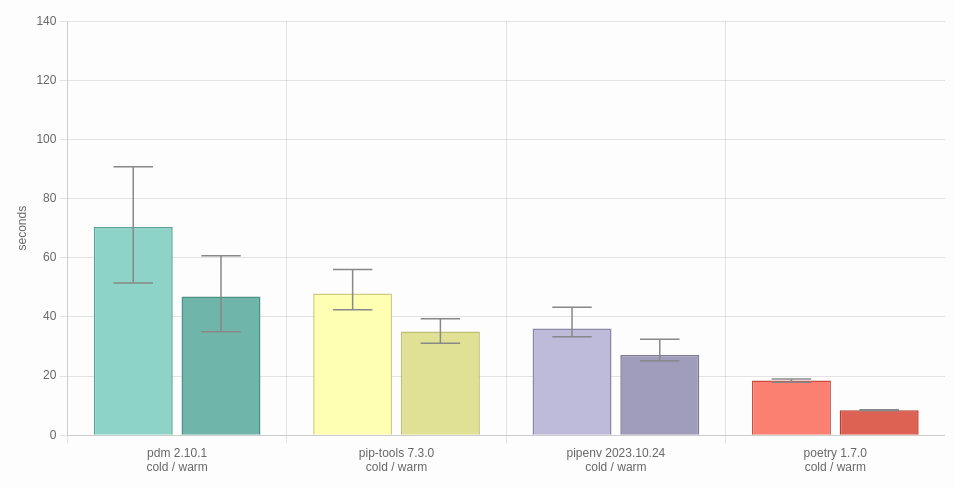 140
120
100
80
60
40
20
0
seconds
pdm 2.10.1
cold / warm
pip-tools 7.3.0
cold / warm
pipenv 2023.10.24
cold / warm
poetry 1.7.0
cold / warm